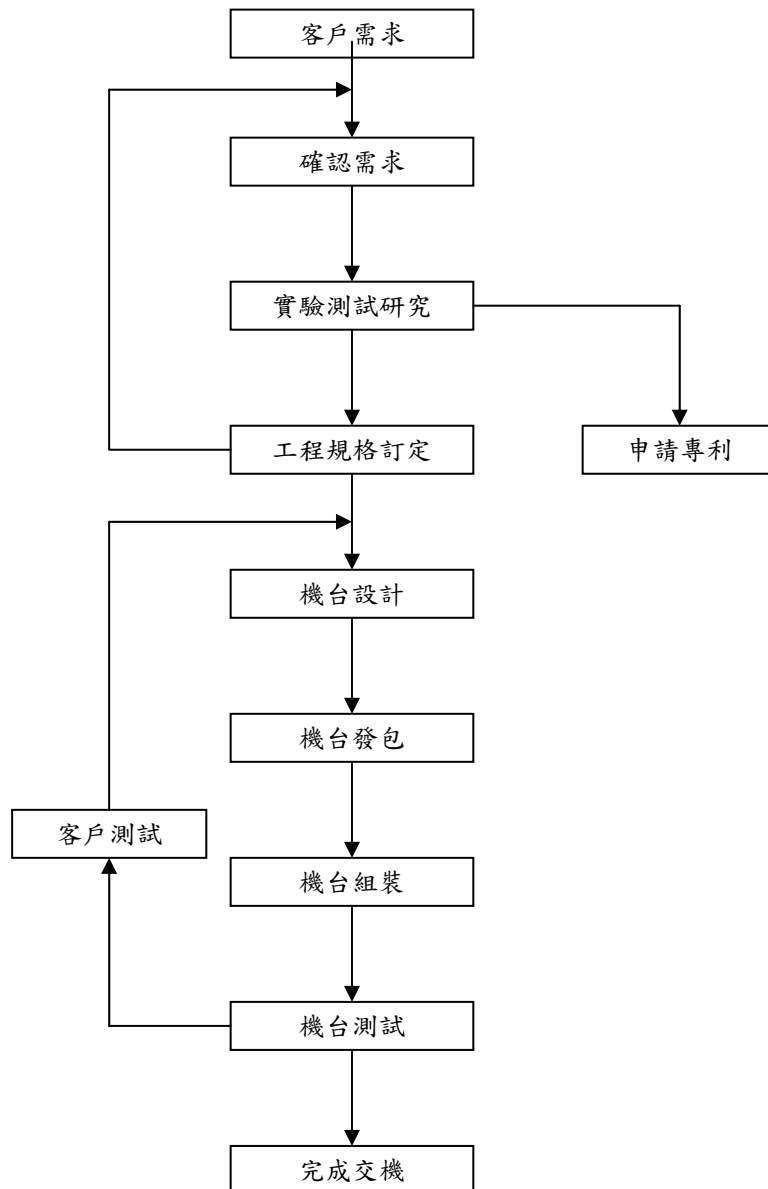 客戶需求
確認需求
實驗測試研究
工程規格訂定
申請專利
機台設計
機台發包
客戶測試
機台組裝
機台測試
完成交機